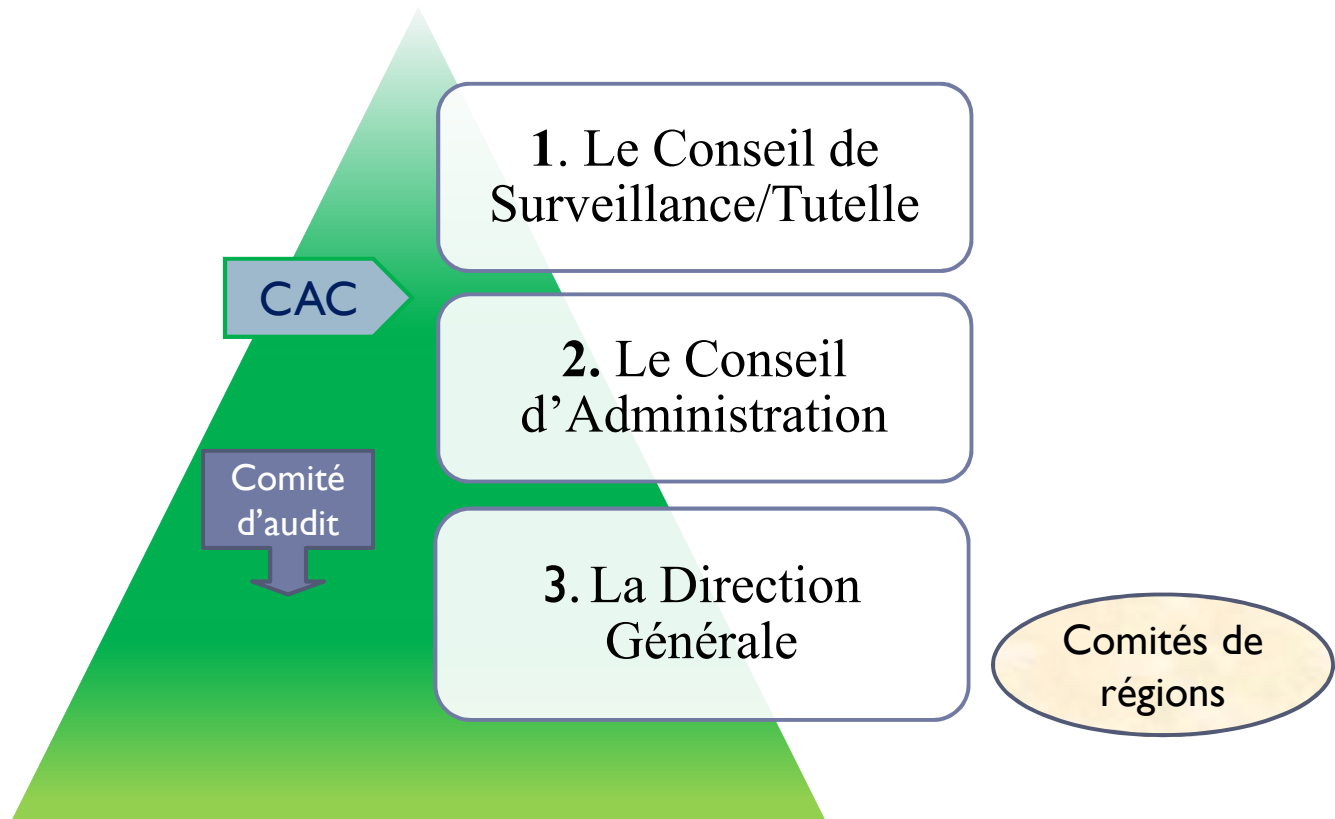 1. Le Conseil de
Surveillance/Tutelle
CAC
2. Le Conseil
d’Administration
Comité
d’audit
3. La Direction
Générale
Comités de
régions